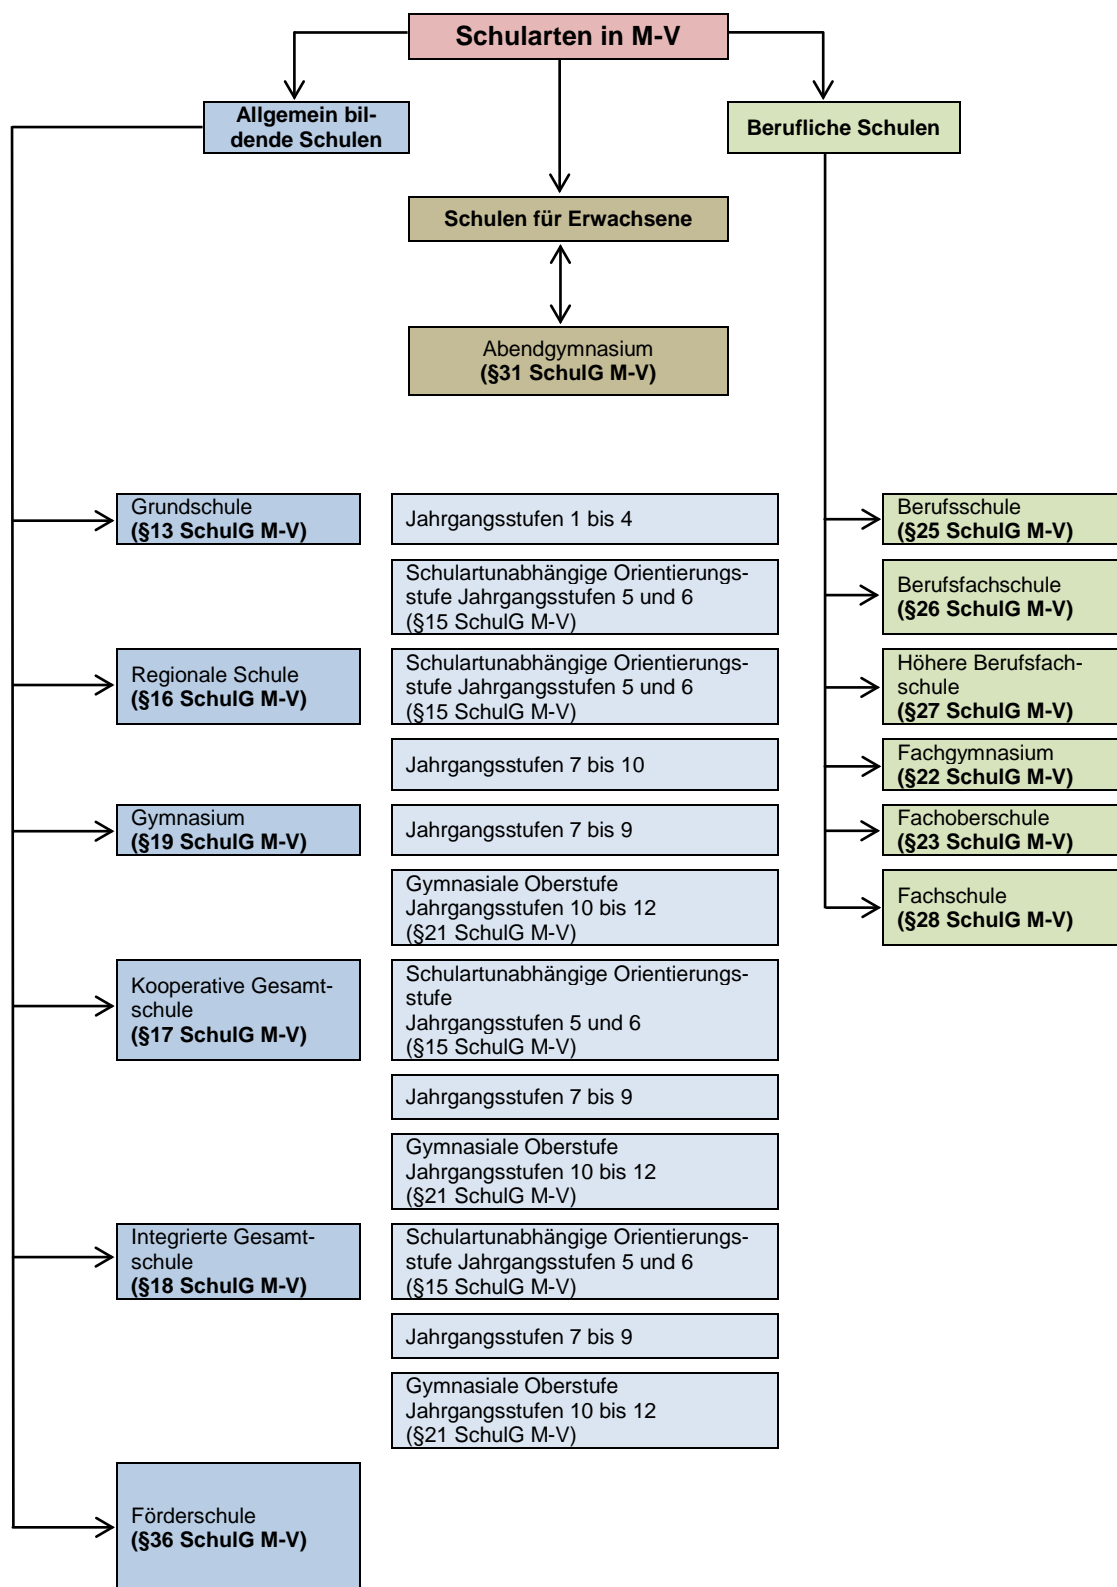 Schularten in M-V
Allgemein bil-
dende Schulen
Berufliche Schulen
Schulen für Erwachsene
Abendgymnasium
(§31 SchulG M-V)
Grundschule
(§13 SchulG M-V)
Jahrgangsstufen 1 bis 4
Schulartunabhängige Orientierungs-
stufe Jahrgangsstufen 5 und 6
(§15 SchulG M-V)
Regionale Schule
(§16 SchulG M-V)
Schulartunabhängige Orientierungs-
stufe Jahrgangsstufen 5 und 6
(§15 SchulG M-V)
Jahrgangsstufen 7 bis 10
Gymnasium
(§19 SchulG M-V)
Jahrgangsstufen 7 bis 9
Gymnasiale Oberstufe
Jahrgangsstufen 10 bis 12
(§21 SchulG M-V)
Kooperative Gesamt-
schule
(§17 SchulG M-V)
Schulartunabhängige Orientierungs-
stufe
Jahrgangsstufen 5 und 6
(§15 SchulG M-V)
Jahrgangsstufen 7 bis 9
Gymnasiale Oberstufe
Jahrgangsstufen 10 bis 12
(§21 SchulG M-V)
Integrierte Gesamt-
schule
(§18 SchulG M-V)
Schulartunabhängige Orientierungs-
stufe Jahrgangsstufen 5 und 6
(§15 SchulG M-V)
Jahrgangsstufen 7 bis 9
Gymnasiale Oberstufe
Jahrgangsstufen 10 bis 12
(§21 SchulG M-V)
Förderschule
(§36 SchulG M-V)
Berufsschule
(§25 SchulG M-V)
Berufsfachschule
(§26 SchulG M-V)
Höhere Berufsfach-
schule
(§27 SchulG M-V)
Fachgymnasium
(§22 SchulG M-V)
Fachoberschule
(§23 SchulG M-V)
Fachschule
(§28 SchulG M-V)